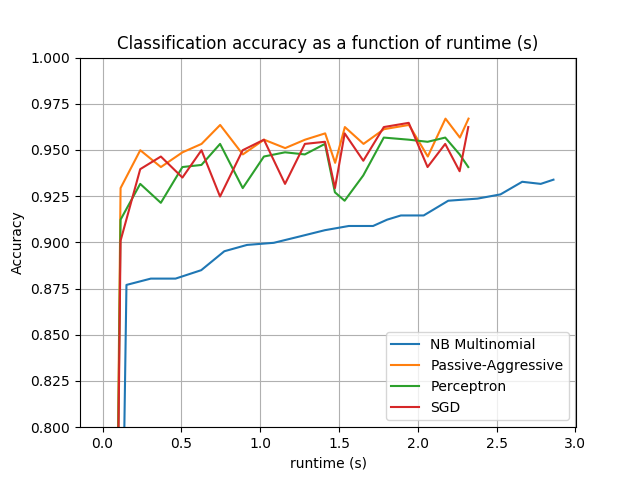 Classification accuracy as a function of runtime (s)
1.000
0.975
0.950
0.925
0.900
0.875
0.850
0.825
0.800
Accuracy
NB Multinomial
Passive-Aggressive
Perceptron
SGD
0.0 0.5 1.0 1.5 2.0 2.5 3.0
runtime (s)